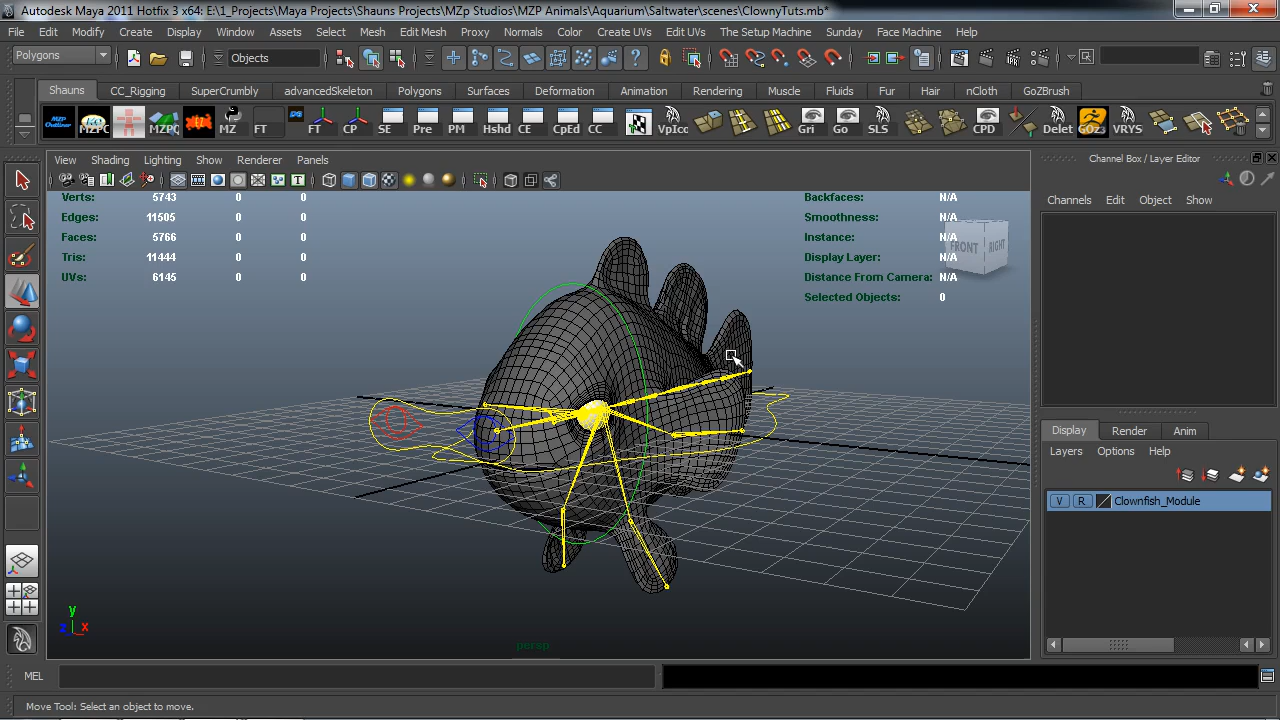 Autodesk Maya 2011 Hotfix 3 x64: E:\1_Projects\Maya Projects\Shauns Projects\MZp Studios\MZP Animals\Aquarium\Saltwater\scenes\ClownyTuts.mb*
File Edit Modify Create Display Window Assets Select Mesh Edit Mesh Proxy Normals Color Create UVs Edit UVs The Setup Machine Sunday Face Machine Help
Polygons Objects
Shauns CC_Rigging SuperCrumbly advancedSkeleton Polygons Surfaces Deformation Animation Rendering Muscle Fluids Fur Hair nCloth GoZBrush
MZPC MZPC MZ FT FT CP SE Pre PM Hshd CE CpEd CC VpIcc Gri Go SLS CPD Delet GOz3 VRYS
View Shading Lighting Show Renderer Panels
Channel Box / Layer Editor
Channels Edit Object Show
Verts: 5743 0 0
Edges: 11505 0 0
Faces: 5766 0 0
Tris: 11444 0 0
UVs: 6145 0 0
Backfaces: N/A
Smoothness: N/A
Instance: N/A
Display Layer: N/A
Distance From Camera: N/A
Selected Objects: 0
FRONT RIGHT
Display Render Anim
Layers Options Help
V R Clownfish_Module
y
z x
persp
MEL
Move Tool: Select an object to move.